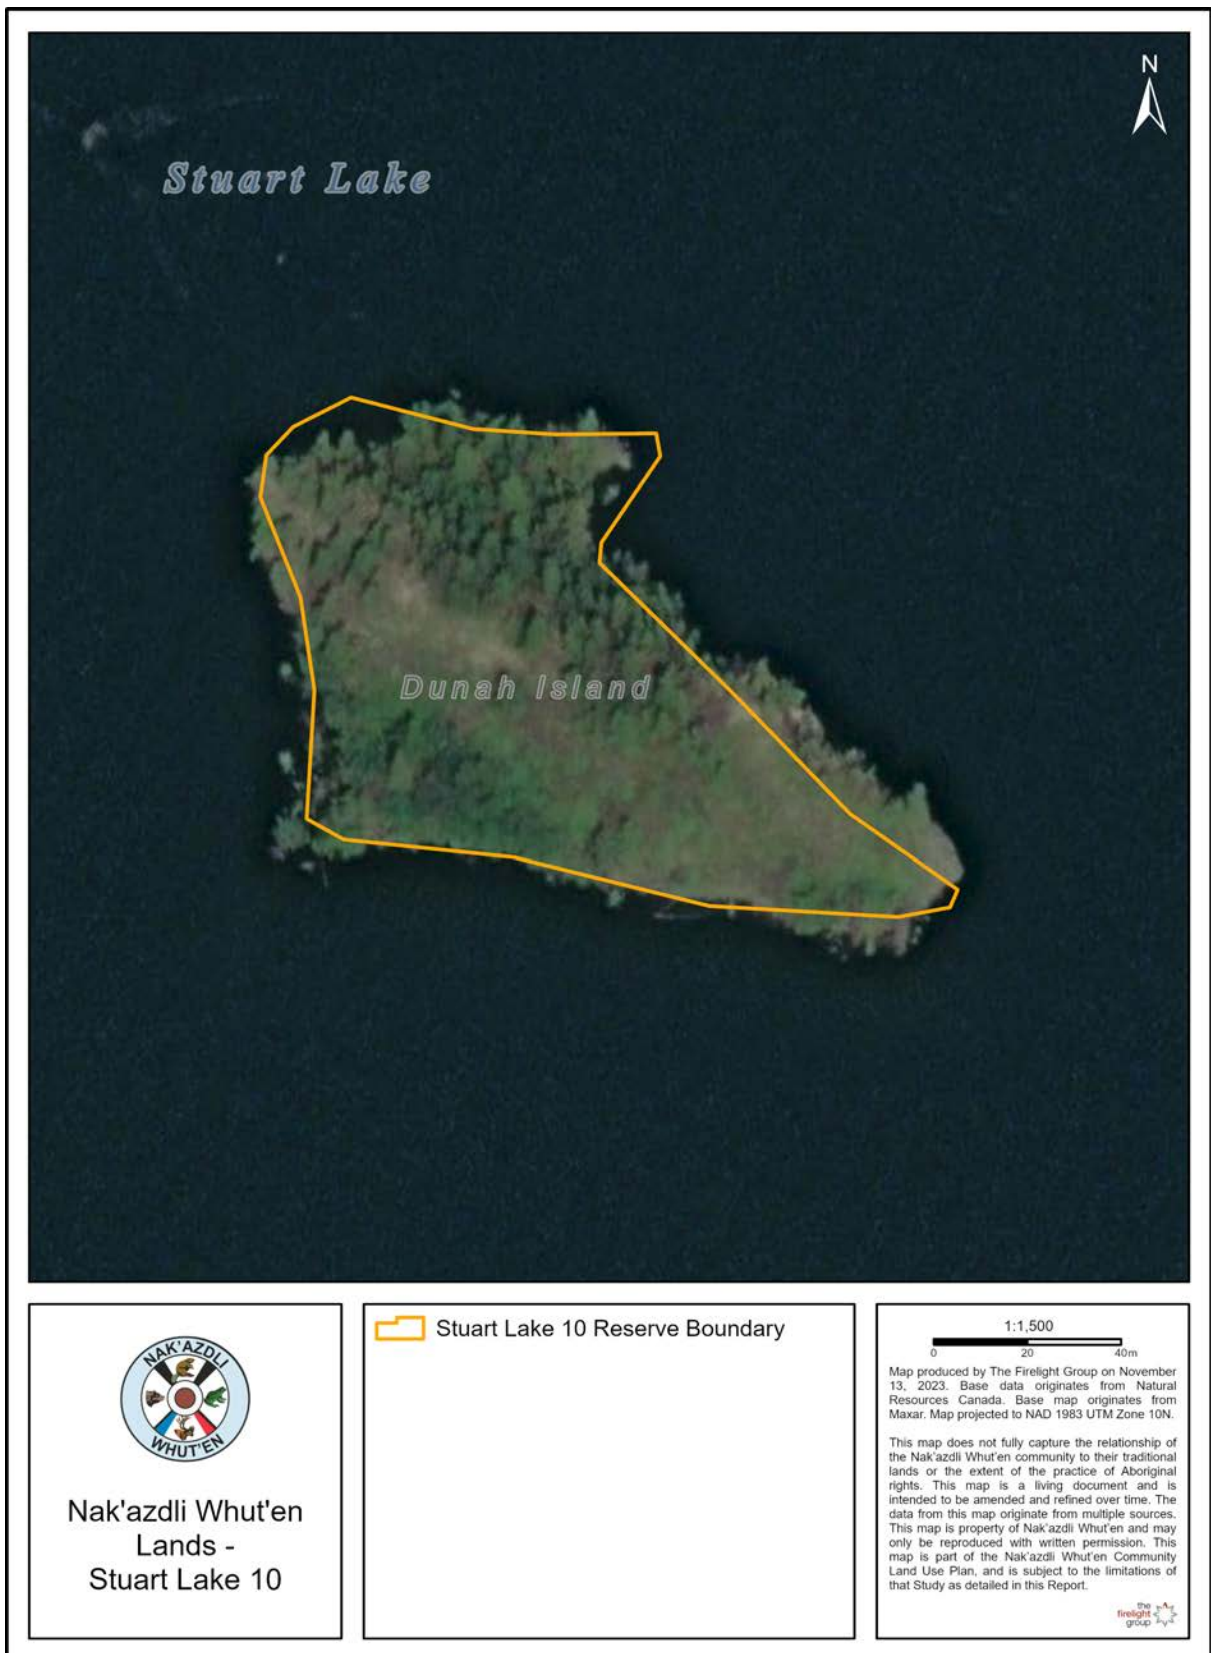 N
Stuart Lake
Dunah Island
NAK'AZDLI
WHUT'EN
Nak'azdli Whut'en
Lands -
Stuart Lake 10
Stuart Lake 10 Reserve Boundary
1:1,500
0 20 40m
Map produced by The Firelight Group on November
13, 2023. Base data originates from Natural
Resources Canada. Base map originates from
Maxar. Map projected to NAD 1983 UTM Zone 10N.
This map does not fully capture the relationship of
the Nak'azdli Whut'en community to their traditional
lands or the extent of the practice of Aboriginal
rights. This map is a living document and is
intended to be amended and refined over time. The
data from this map originate from multiple sources.
This map is property of Nak'azdli Whut'en and may
only be reproduced with written permission. This
map is part of the Nak'azdli Whut'en Community
Land Use Plan, and is subject to the limitations of
that Study as detailed in this Report.
the
firelight
group